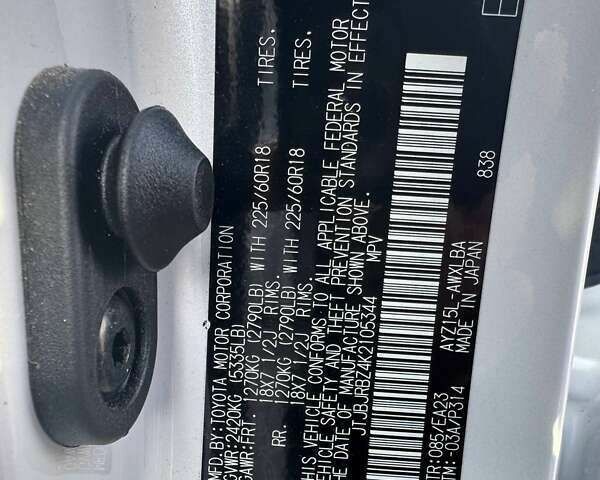 MFD.BY:TOYOTA MOTOR CORPORATION
GVWR:2420KG (5335LB)
GAWR:FRT. 1270KG (2790LB) WITH 225/60R18 TIRES.
18X7 1/2J RIMS.
RR. 1270KG (2790LB) WITH 225/60R18 TIRES.
18X7 1/2J RIMS.
THIS VEHICLE CONFORMS TO ALL APPLICABLE FEDERAL MOTOR
VEHICLE SAFETY AND THEFT PREVENTION STANDARDS IN EFFECT
THE DATE OF MANUFACTURE SHOWN ABOVE.
JTJBJRBZ4K2105344 MPV
TR:085/EA23 AYZ15L-AWXLBA
TM:-03A/P314 MADE IN JAPAN 838